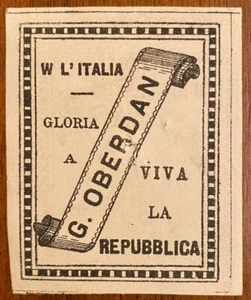 W L'ITALIA
GLORIA
A
G. OBERDAN
VIVA
LA
REPUBBLICA